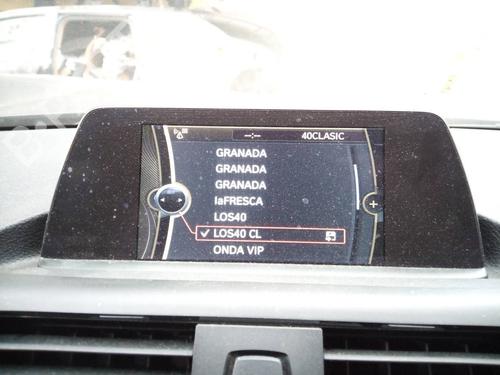 --:--
40CLASIC
GRANADA
GRANADA
GRANADA
laFRESCA
LOS40
LOS40 CL
ONDA VIP